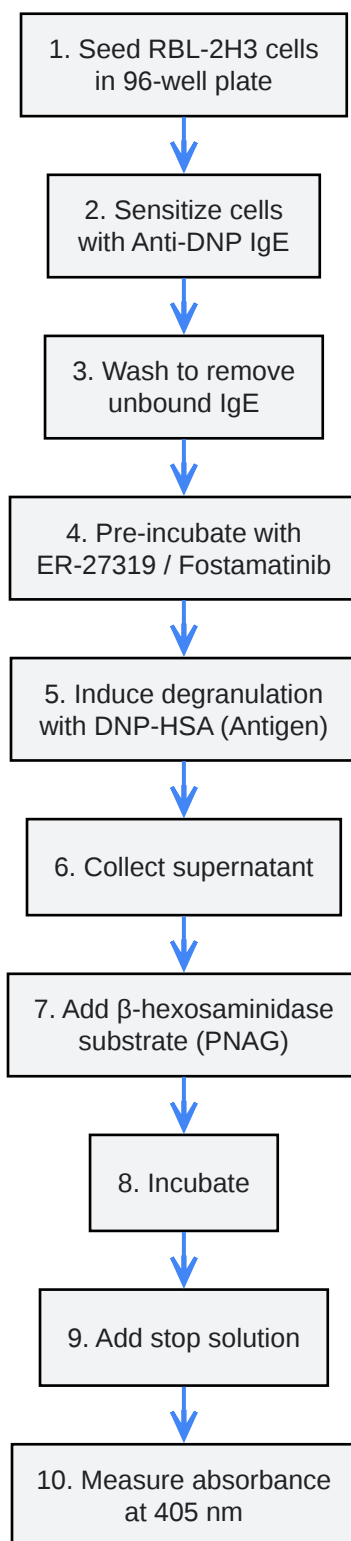 1. Seed RBL-2H3 cells
in 96-well plate
2. Sensitize cells
with Anti-DNP IgE
3. Wash to remove
unbound IgE
4. Pre-incubate with
ER-27319 / Fostamatinib
5. Induce degranulation
with DNP-HSA (Antigen)
6. Collect supernatant
7. Add β-hexosaminidase
substrate (PNAG)
8. Incubate
9. Add stop solution
10. Measure absorbance
at 405 nm